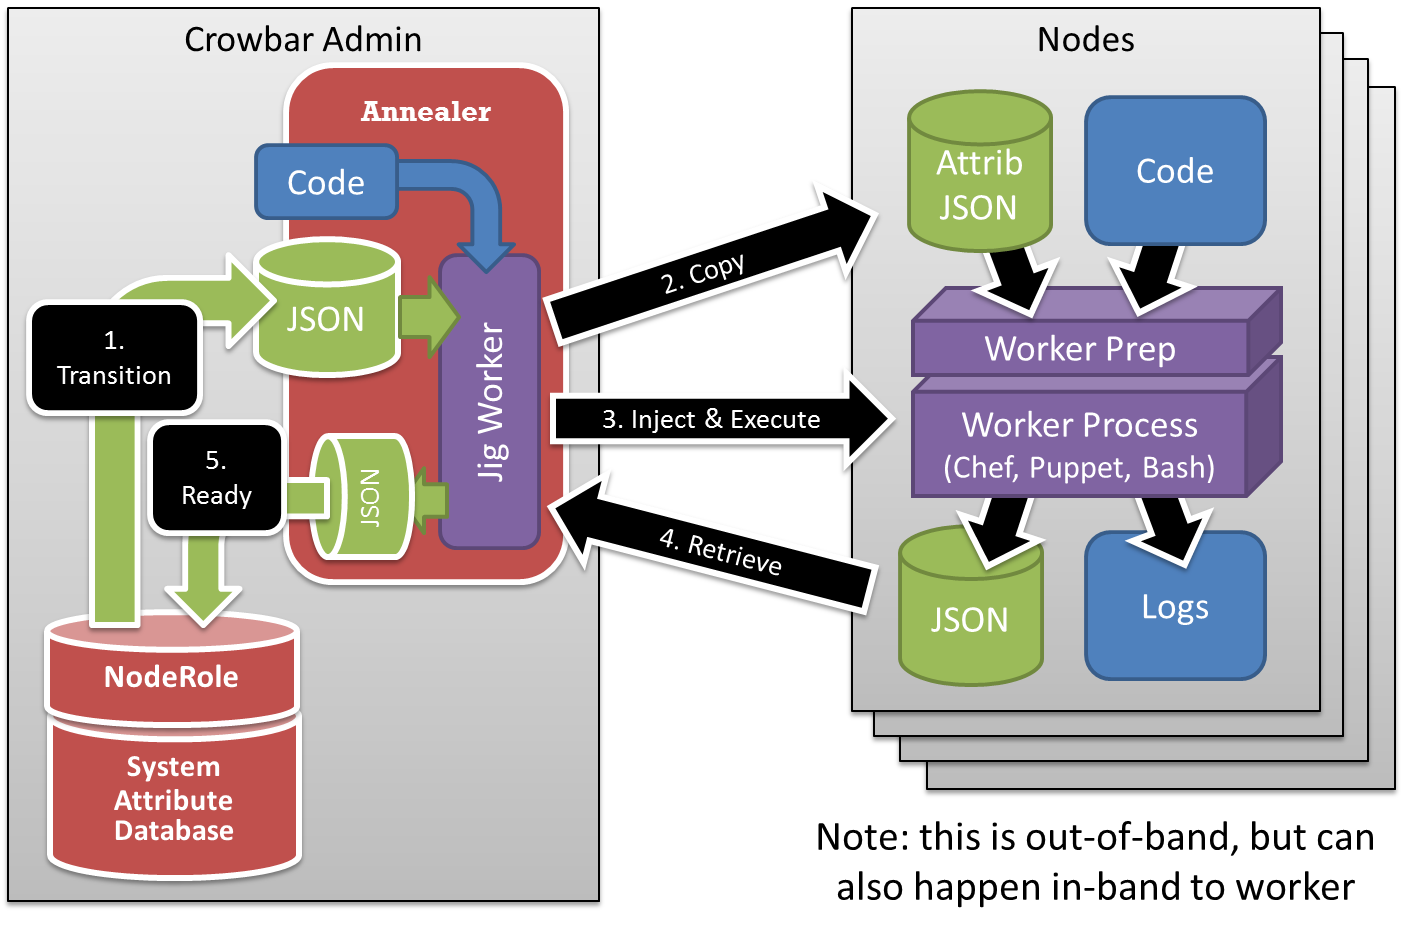 Crowbar Admin
Annealer
Code
JSON
1.
Transition
Jig Worker
5.
Ready
JSON
NodeRole
System
Attribute
Database
2. Copy
3. Inject & Execute
4. Retrieve
Nodes
Attrib
JSON
Code
Worker Prep
Worker Process
(Chef, Puppet, Bash)
JSON
Logs
Note: this is out-of-band, but can
also happen in-band to worker